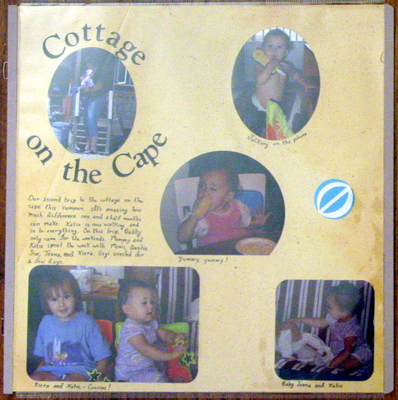 Cottage
on the Cape
Talking on the phone
Our second trip to the cottage on the
cape this summer. It's amazing how
much difference one and a half months
can make. Katie is now walking and
in to everything. On this trip, Daddy
only came for the weekends. Mommy and
Katie spent the week with Mimi, Auntie
Jenna and Kiera. Gigi visited for
a few days.
Yummy, yummy!
Kiera and Katie - Cousins!
Baby Jenna and Katie